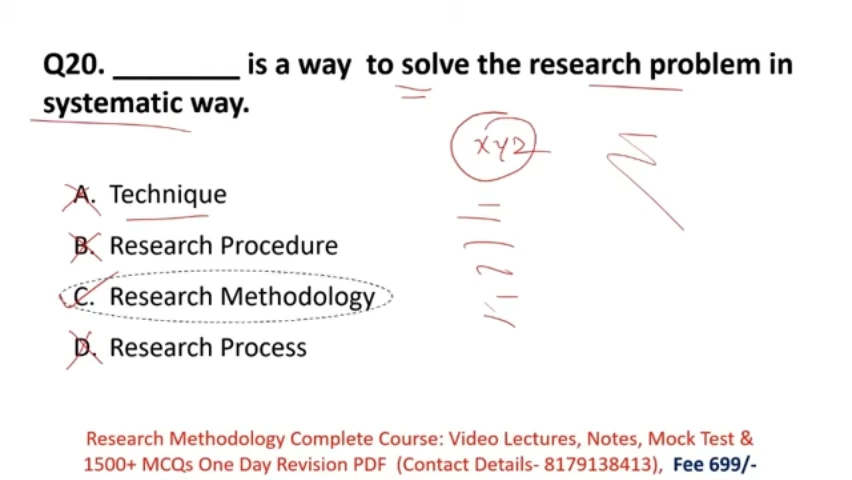 Q20. ________ is a way to solve the research problem in
systematic way.
xyz
A. Technique
B. Research Procedure
C. Research Methodology
D. Research Process
Research Methodology Complete Course: Video Lectures, Notes, Mock Test &
1500+ MCQs One Day Revision PDF (Contact Details- 8179138413), Fee 699/-